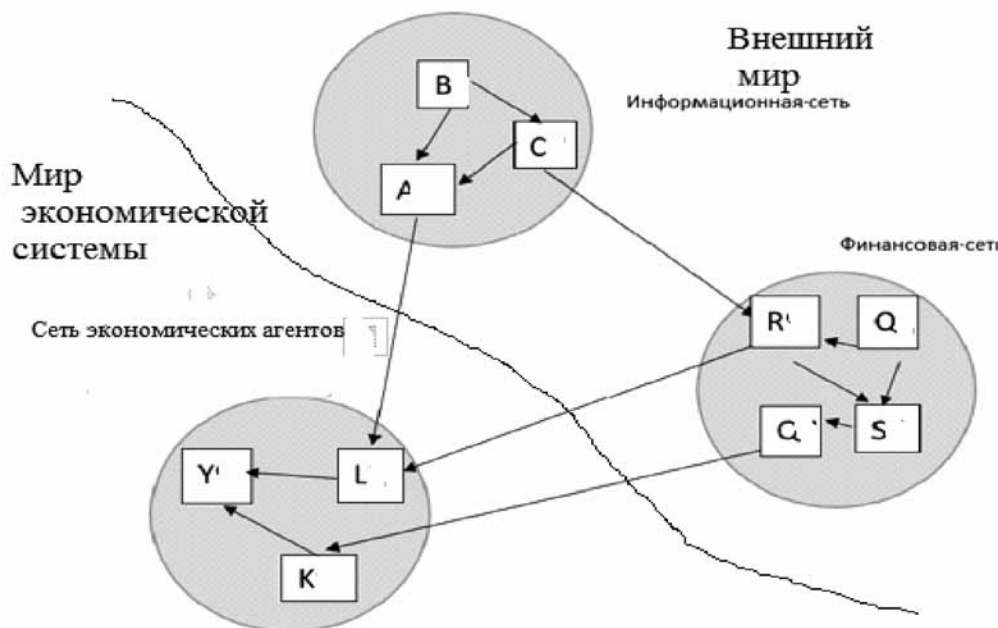 Внешний
мир
Информационная-сеть
B
C
A
Мир
экономической
системы
Финансовая-сеть
Сеть экономических агентов
R
Q
S
Y
L
K